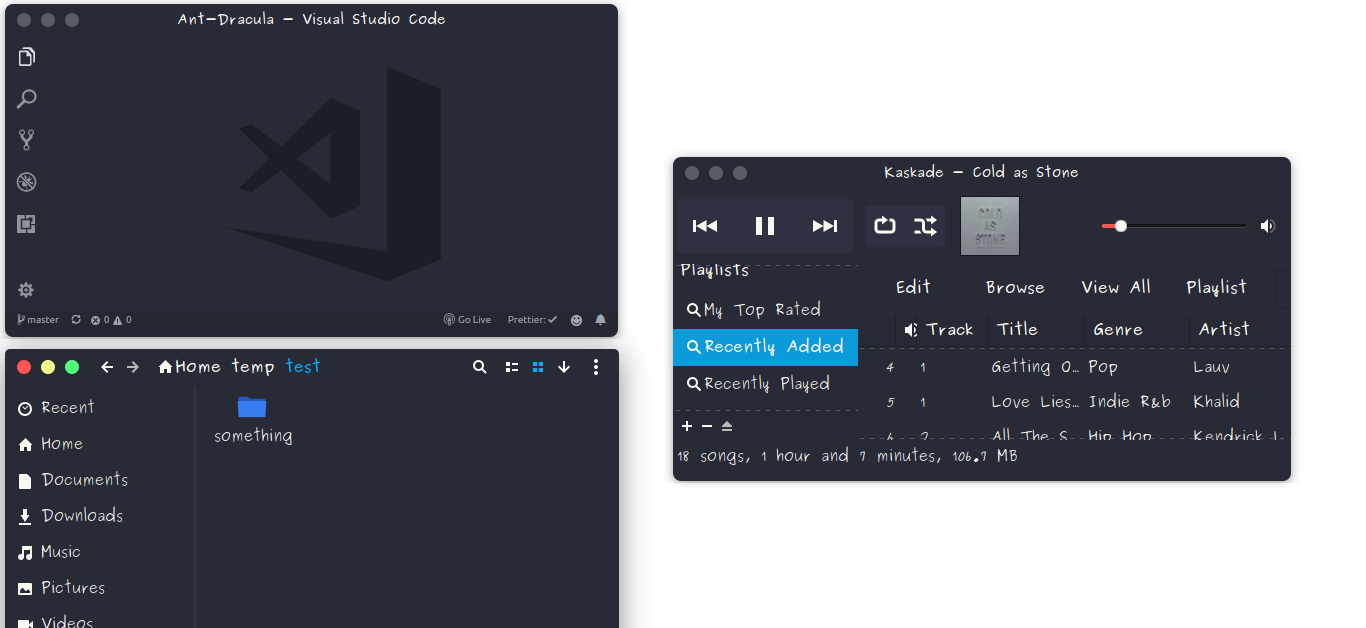 Ant-Dracula - Visual Studio Code
master 0 0 Go Live Prettier:
Home temp test
Recent
Home
Documents
Downloads
Music
Pictures
Videos
something
Kaskade - Cold as Stone
COLD
AS
STONE
Playlists
My Top Rated
Recently Added
Recently Played
Edit Browse View All Playlist
Track Title Genre Artist
4 1 Getting O… Pop Lauv
5 1 Love Lies… Indie R&b Khalid
6 2 All The S Hip Hop Kendrick
18 songs, 1 hour and 7 minutes, 106.7 MB